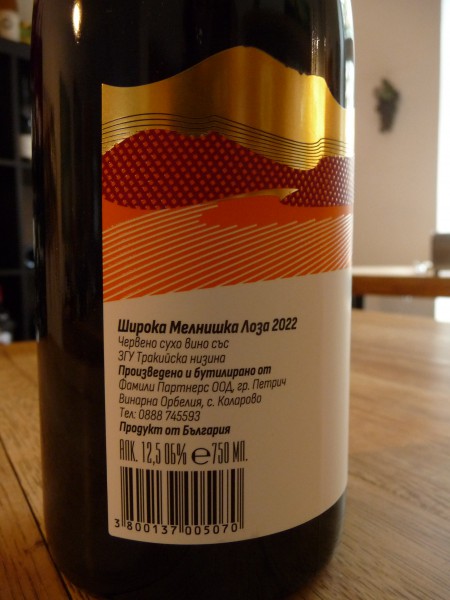 Широка Мелнишка Лоза 2022
Червено сухо вино със
ЗГУ Тракийска низина
Произведено и бутилирано от
Фамили Партнерс ООД, гр. Петрич
Винарна Орбелия, с. Коларово
Тел: 0888 745593
Продукт от България
АЛК. 12,5 ОБ% ℮ 750 МЛ.
3 800137 005070